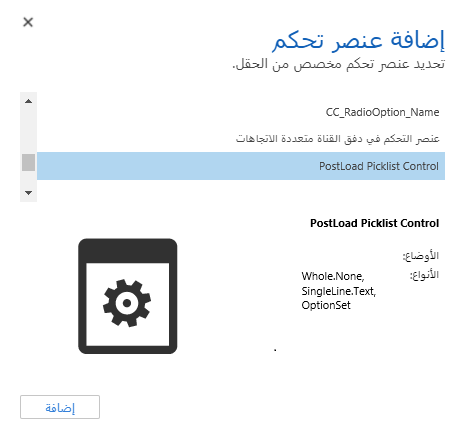 إضافة عنصر تحكم
تحديد عنصر تحكم مخصص من الحقل.
CC_RadioOption_Name
عنصر التحكم في دفق القناة متعددة الاتجاهات
PostLoad Picklist Control
PostLoad Picklist Control
الأوضاع:
الأنواع: Whole.None,
SingleLine.Text,
OptionSet
.
إضافة